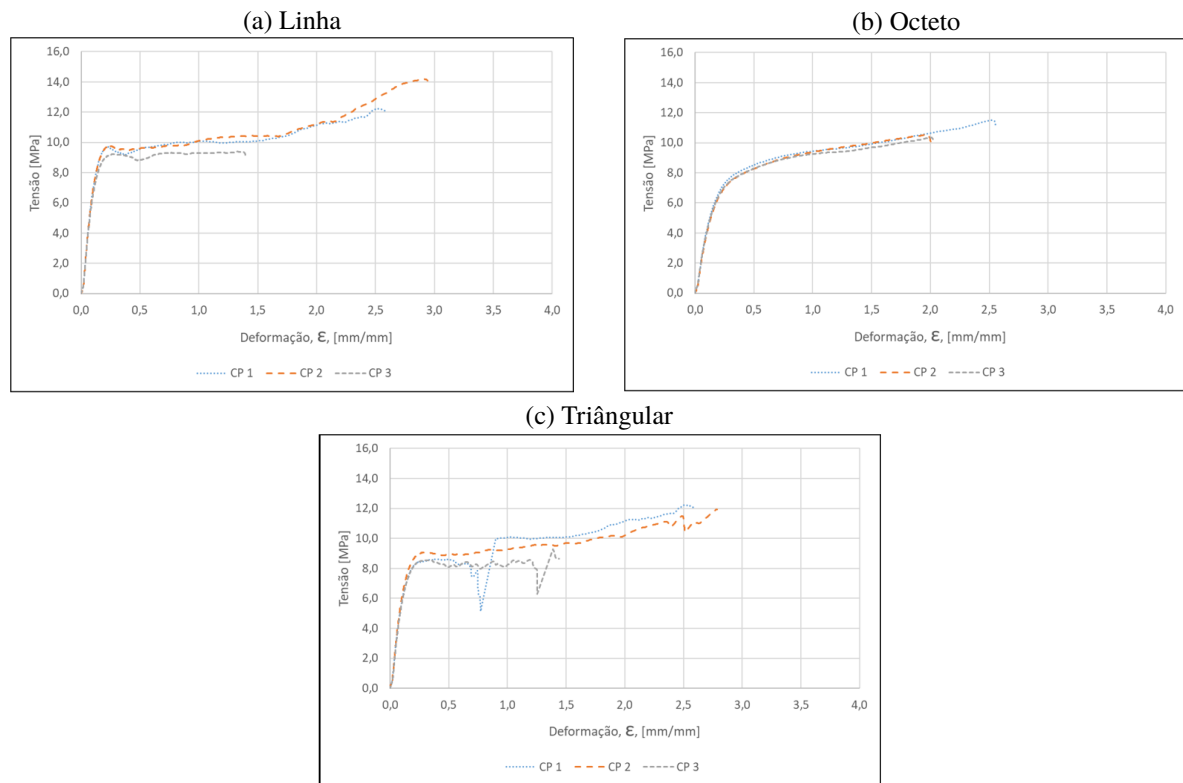 (a) Linha
16,0
14,0
12,0
10,0
8,0
6,0
4,0
2,0
0,0
Tensão [MPa]
0,0 0,5 1,0 1,5 2,0 2,5 3,0 3,5 4,0
Deformação, ε, [mm/mm]
CP 1 CP 2 CP 3
(b) Octeto
16,0
14,0
12,0
10,0
8,0
6,0
4,0
2,0
0,0
Tensão [MPa]
0,0 0,5 1,0 1,5 2,0 2,5 3,0 3,5 4,0
Deformação, ε, [mm/mm]
CP 1 CP 2 CP 3
(c) Triângular
16,0
14,0
12,0
10,0
8,0
6,0
4,0
2,0
0,0
Tensão [MPa]
0,0 0,5 1,0 1,5 2,0 2,5 3,0 3,5 4,0
Deformação, ε, [mm/mm]
CP 1 CP 2 CP 3